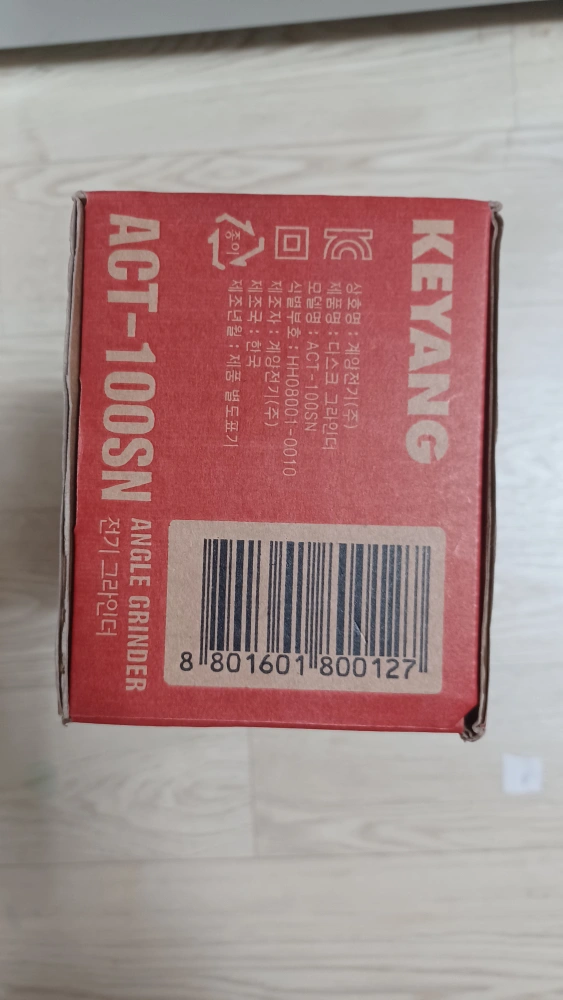 KEYANG
상호명 : 계양전기(주)
제품명 : 디스크 그라인더
모델명 : ACT-100SN
식별부호 : HH08001-0010
제조자 : 계양전기(주)
제조국 : 한국
제조년월 : 제품 별도표기
종이
ACT-100SN
ANGLE GRINDER
전기 그라인더
8 801601 800127